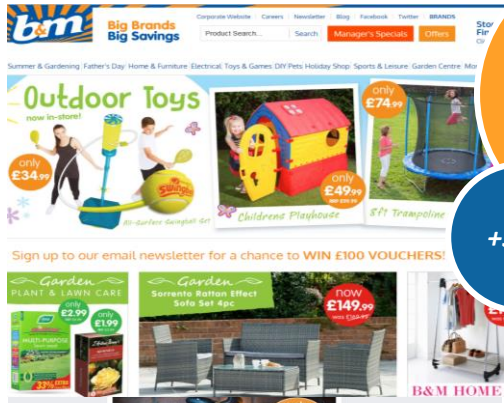 b&m
Big Brands
Big Savings
Corporate Website Careers Newsletter Blog Facebook Twitter BRANDS
Product Search... Search Manager's Specials Offers
Summer & Gardening Father's Day Home & Furniture Electrical Toys & Games DIY Pets Holiday Shop Sports & Leisure Garden Centre
Outdoor Toys
now in-store!
only
£34.99
All-Surface Swingball Set
Swingball
only
£49.99
Childrens Playhouse
only
£74.99
8ft Trampoline
Sign up to our email newsletter for a chance to WIN £100 VOUCHERS!
Garden
PLANT & LAWN CARE
only
£2.99
only
£1.99
MULTI-PURPOSE
33% EXTRA
Garden
Sorrento Rattan Effect
Sofa Set 4pc
now
£149.99
B&M HOME